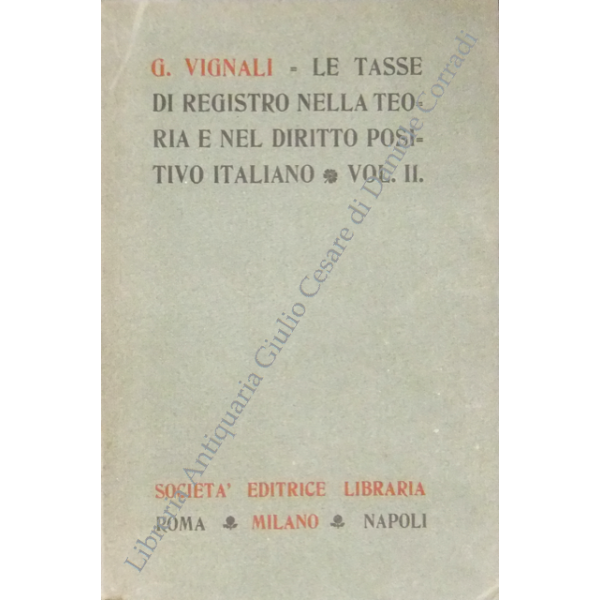 G. VIGNALI = LE TASSE
DI REGISTRO NELLA TEO=
RIA E NEL DIRITTO POSI=
TIVO ITALIANO VOL. II.
SOCIETA' EDITRICE LIBRARIA
ROMA MILANO NAPOLI
Libreria Antiquaria Giulio Cesare di Daniele Corradi